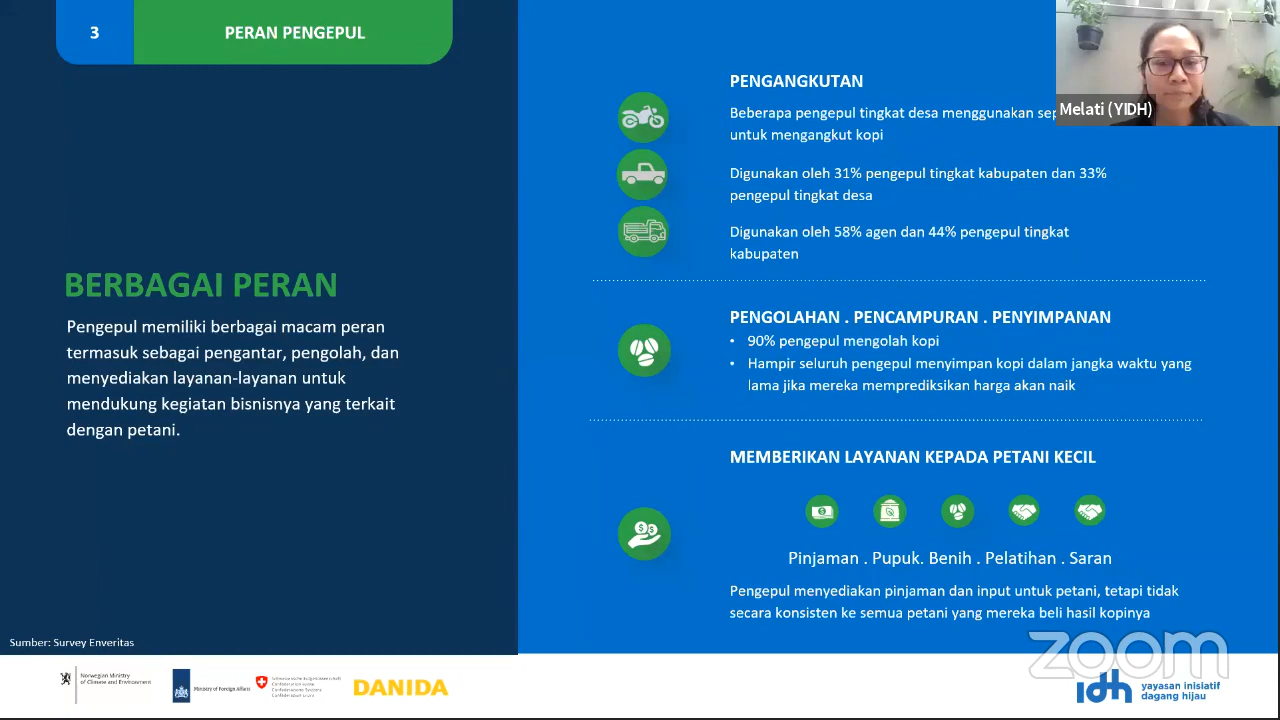 3
PERAN PENGEPUL
BERBAGAI PERAN
Pengepul memiliki berbagai macam peran
termasuk sebagai pengantar, pengolah, dan
menyediakan layanan-layanan untuk
mendukung kegiatan bisnisnya yang terkait
dengan petani.
Sumber: Survey Enveritas
PENGANGKUTAN
Beberapa pengepul tingkat desa menggunakan
untuk mengangkut kopi
Digunakan oleh 31% pengepul tingkat kabupaten dan 33%
pengepul tingkat desa
Digunakan oleh 58% agen dan 44% pengepul tingkat
kabupaten
PENGOLAHAN . PENCAMPURAN . PENYIMPANAN
• 90% pengepul mengolah kopi
• Hampir seluruh pengepul menyimpan kopi dalam jangka waktu yang
lama jika mereka memprediksikan harga akan naik
MEMBERIKAN LAYANAN KEPADA PETANI KECIL
Pinjaman . Pupuk. Benih . Pelatihan . Saran
Pengepul menyediakan pinjaman dan input untuk petani, tetapi tidak
secara konsisten ke semua petani yang mereka beli hasil kopinya
Melati (YIDH)
zoom
Norwegian Ministry
of Climate and Environment
Ministry of Foreign Affairs
DANIDA
idh
yayasan inisiatif
dagang hijau